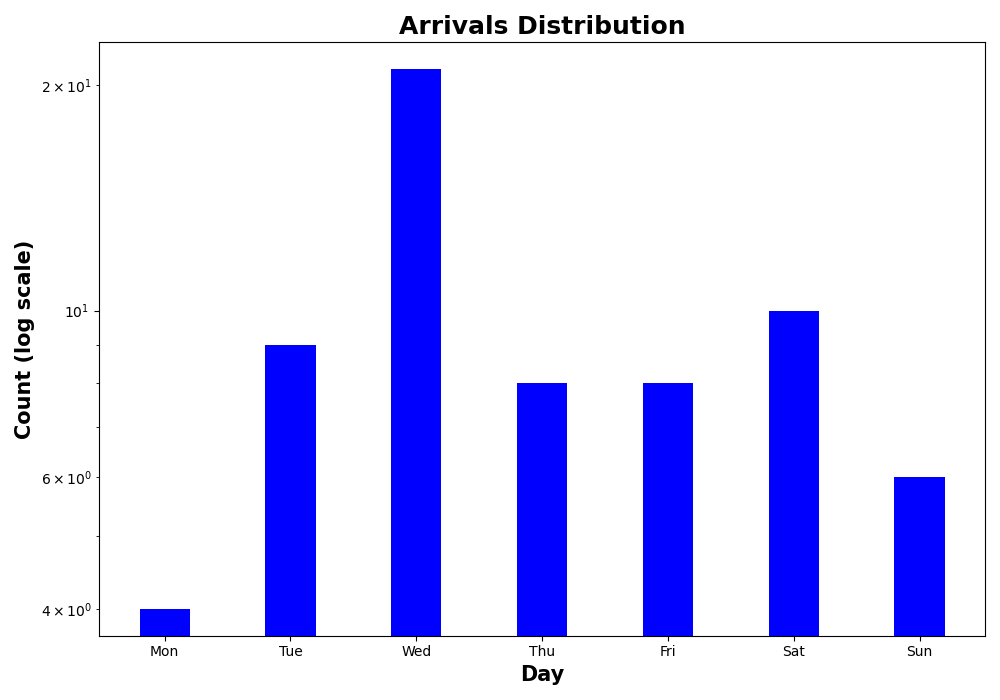 Arrivals Distribution
Count (log scale)
2 × 10¹
10¹
6 × 10⁰
4 × 10⁰
Mon Tue Wed Thu Fri Sat Sun
Day